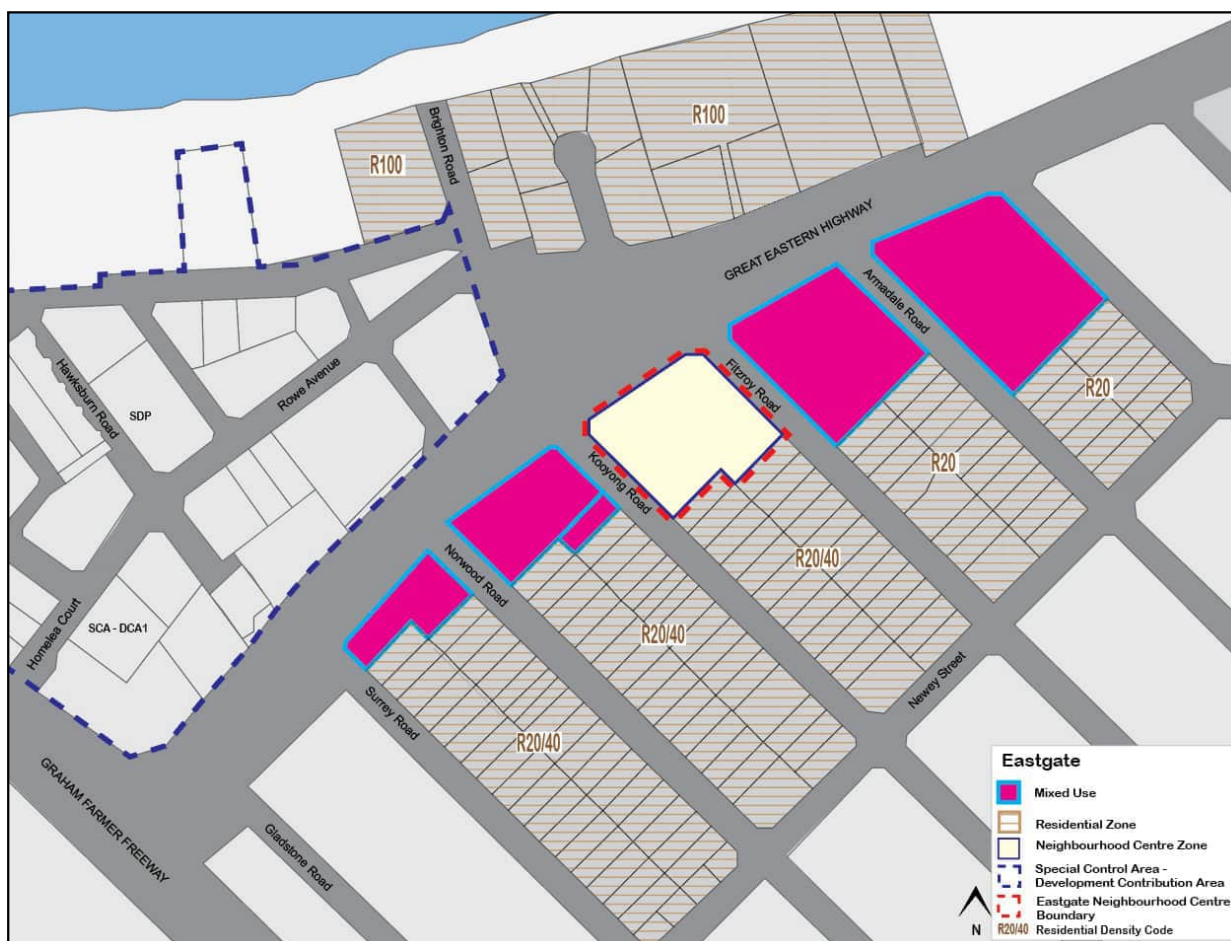 R100
Brighton Road
R100
GREAT EASTERN HIGHWAY
Armadale Road
Hawksburn Road
SDP
Rowe Avenue
Fitzroy Road
R20
Kooyong Road
R20
Norwood Road
R20/40
Homelea Court
SCA - DCA1
R20/40
Newey Street
Surrey Road
R20/40
GRAHAM FARMER FREEWAY
Gladstone Road
Eastgate
Mixed Use
Residential Zone
Neighbourhood Centre Zone
Special Control Area -
Development Contribution Area
Eastgate Neighbourhood Centre
Boundary
R20/40 Residential Density Code
N